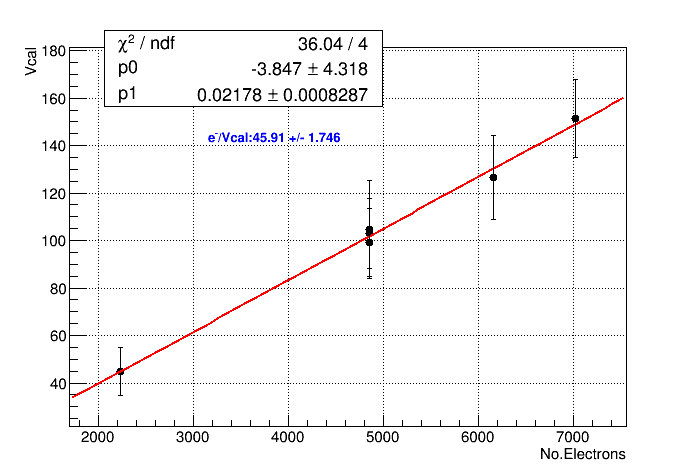 χ² / ndf 36.04 / 4
p0 -3.847 ± 4.318
p1 0.02178 ± 0.0008287
Vcal
180
160
140
120
100
80
60
40
e⁻/Vcal:45.91 +/- 1.746
2000 3000 4000 5000 6000 7000
No.Electrons